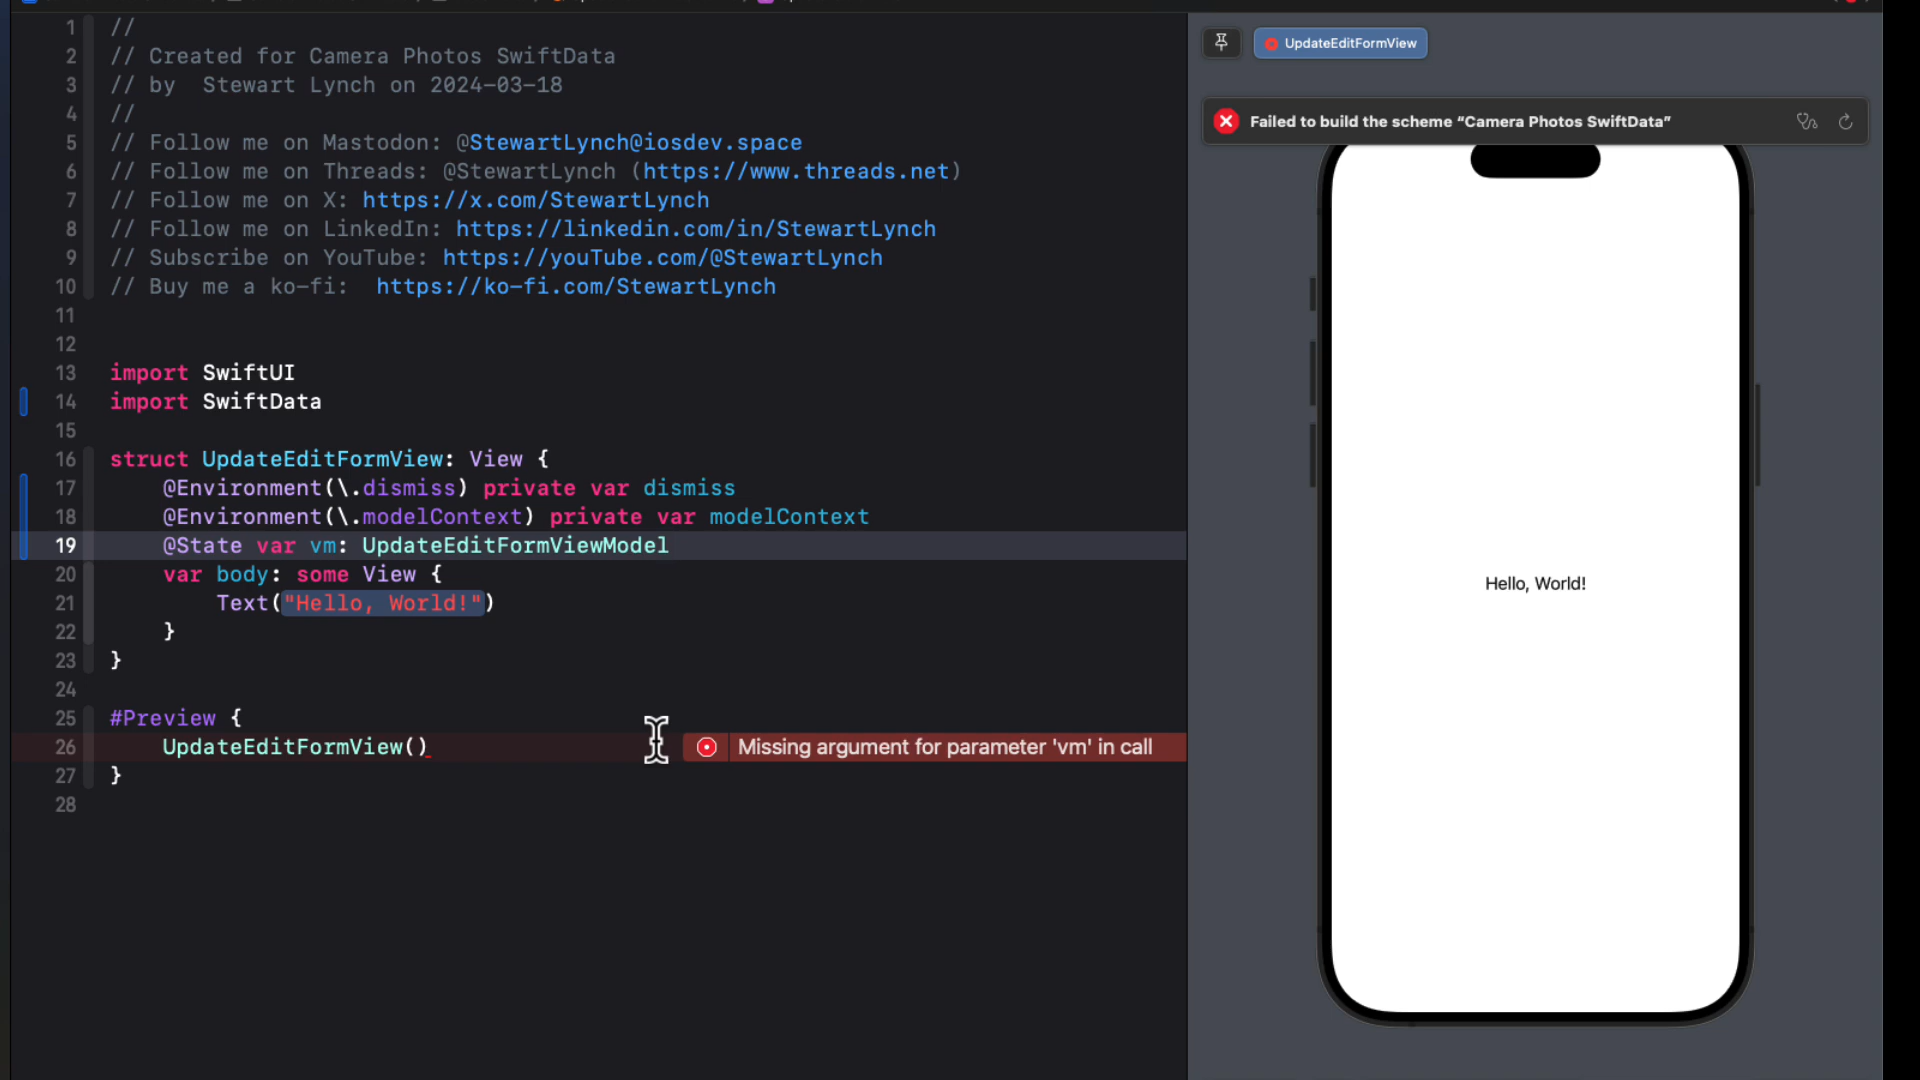 1 //
2 // Created for Camera Photos SwiftData
3 // by  Stewart Lynch on 2024-03-18
4 //
5 // Follow me on Mastodon: @StewartLynch@iosdev.space
6 // Follow me on Threads: @StewartLynch (https://www.threads.net)
7 // Follow me on X: https://x.com/StewartLynch
8 // Follow me on LinkedIn: https://linkedin.com/in/StewartLynch
9 // Subscribe on YouTube: https://youTube.com/@StewartLynch
10 // Buy me a ko-fi:  https://ko-fi.com/StewartLynch
11
12
13 import SwiftUI
14 import SwiftData
15
16 struct UpdateEditFormView: View {
17     @Environment(\.dismiss) private var dismiss
18     @Environment(\.modelContext) private var modelContext
19     @State var vm: UpdateEditFormViewModel
20     var body: some View {
21         Text("Hello, World!")
22     }
23 }
24
25 #Preview {
26     UpdateEditFormView() Missing argument for parameter 'vm' in call
27 }
28
UpdateEditFormView
Failed to build the scheme “Camera Photos SwiftData”
Hello, World!